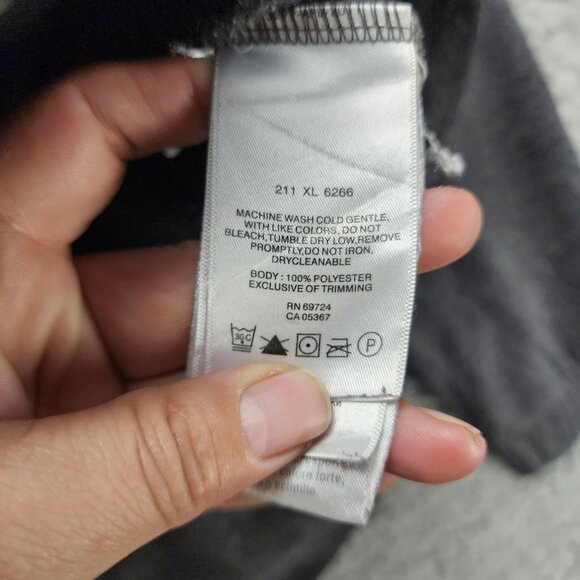 211 XL 6266
MACHINE WASH COLD GENTLE,
WITH LIKE COLORS, DO NOT
BLEACH,TUMBLE DRY LOW,REMOVE
PROMPTLY,DO NOT IRON,
DRYCLEANABLE
BODY : 100% POLYESTER
EXCLUSIVE OF TRIMMING
RN 69724
CA 05367
30C P